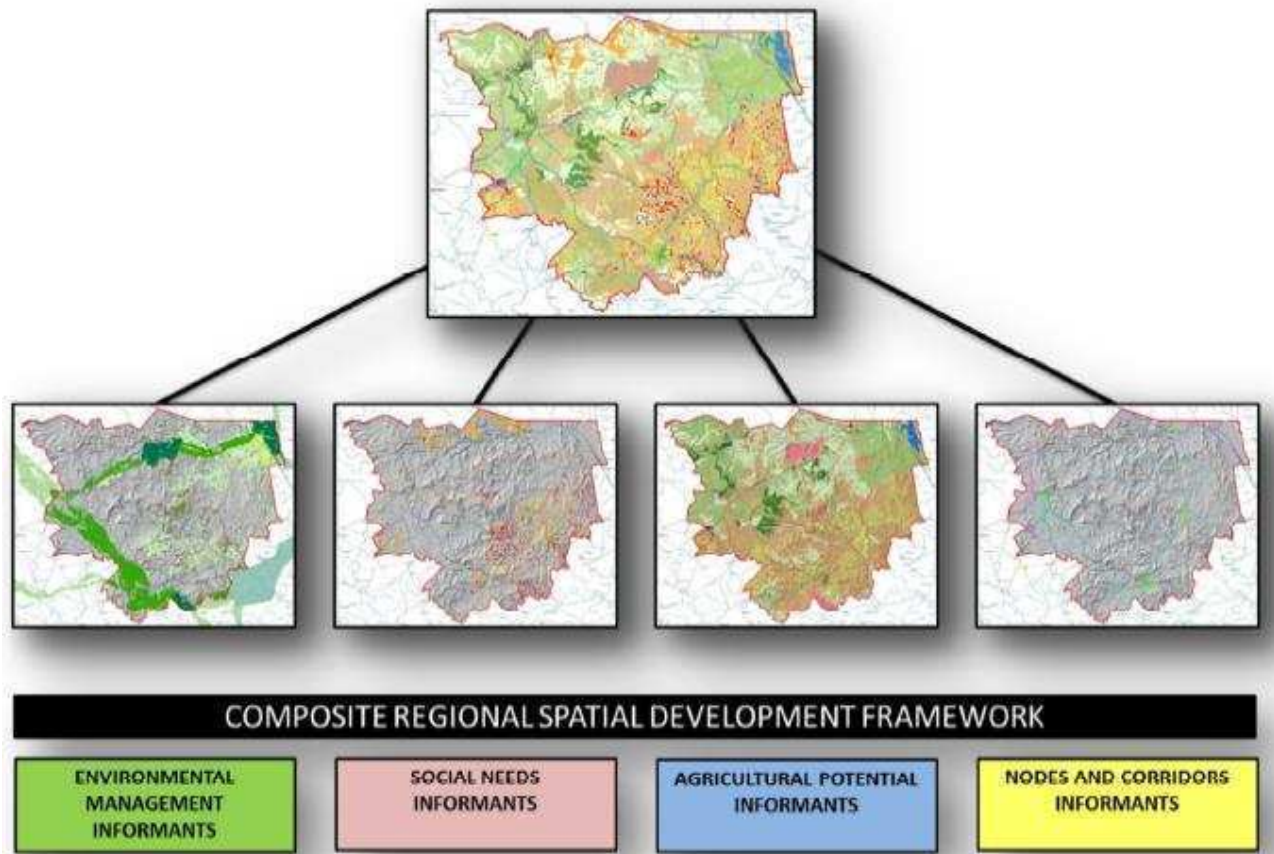 COMPOSITE REGIONAL SPATIAL DEVELOPMENT FRAMEWORK
ENVIRONMENTAL
MANAGEMENT
INFORMANTS
SOCIAL NEEDS
INFORMANTS
AGRICULTURAL POTENTIAL
INFORMANTS
NODES AND CORRIDORS
INFORMANTS